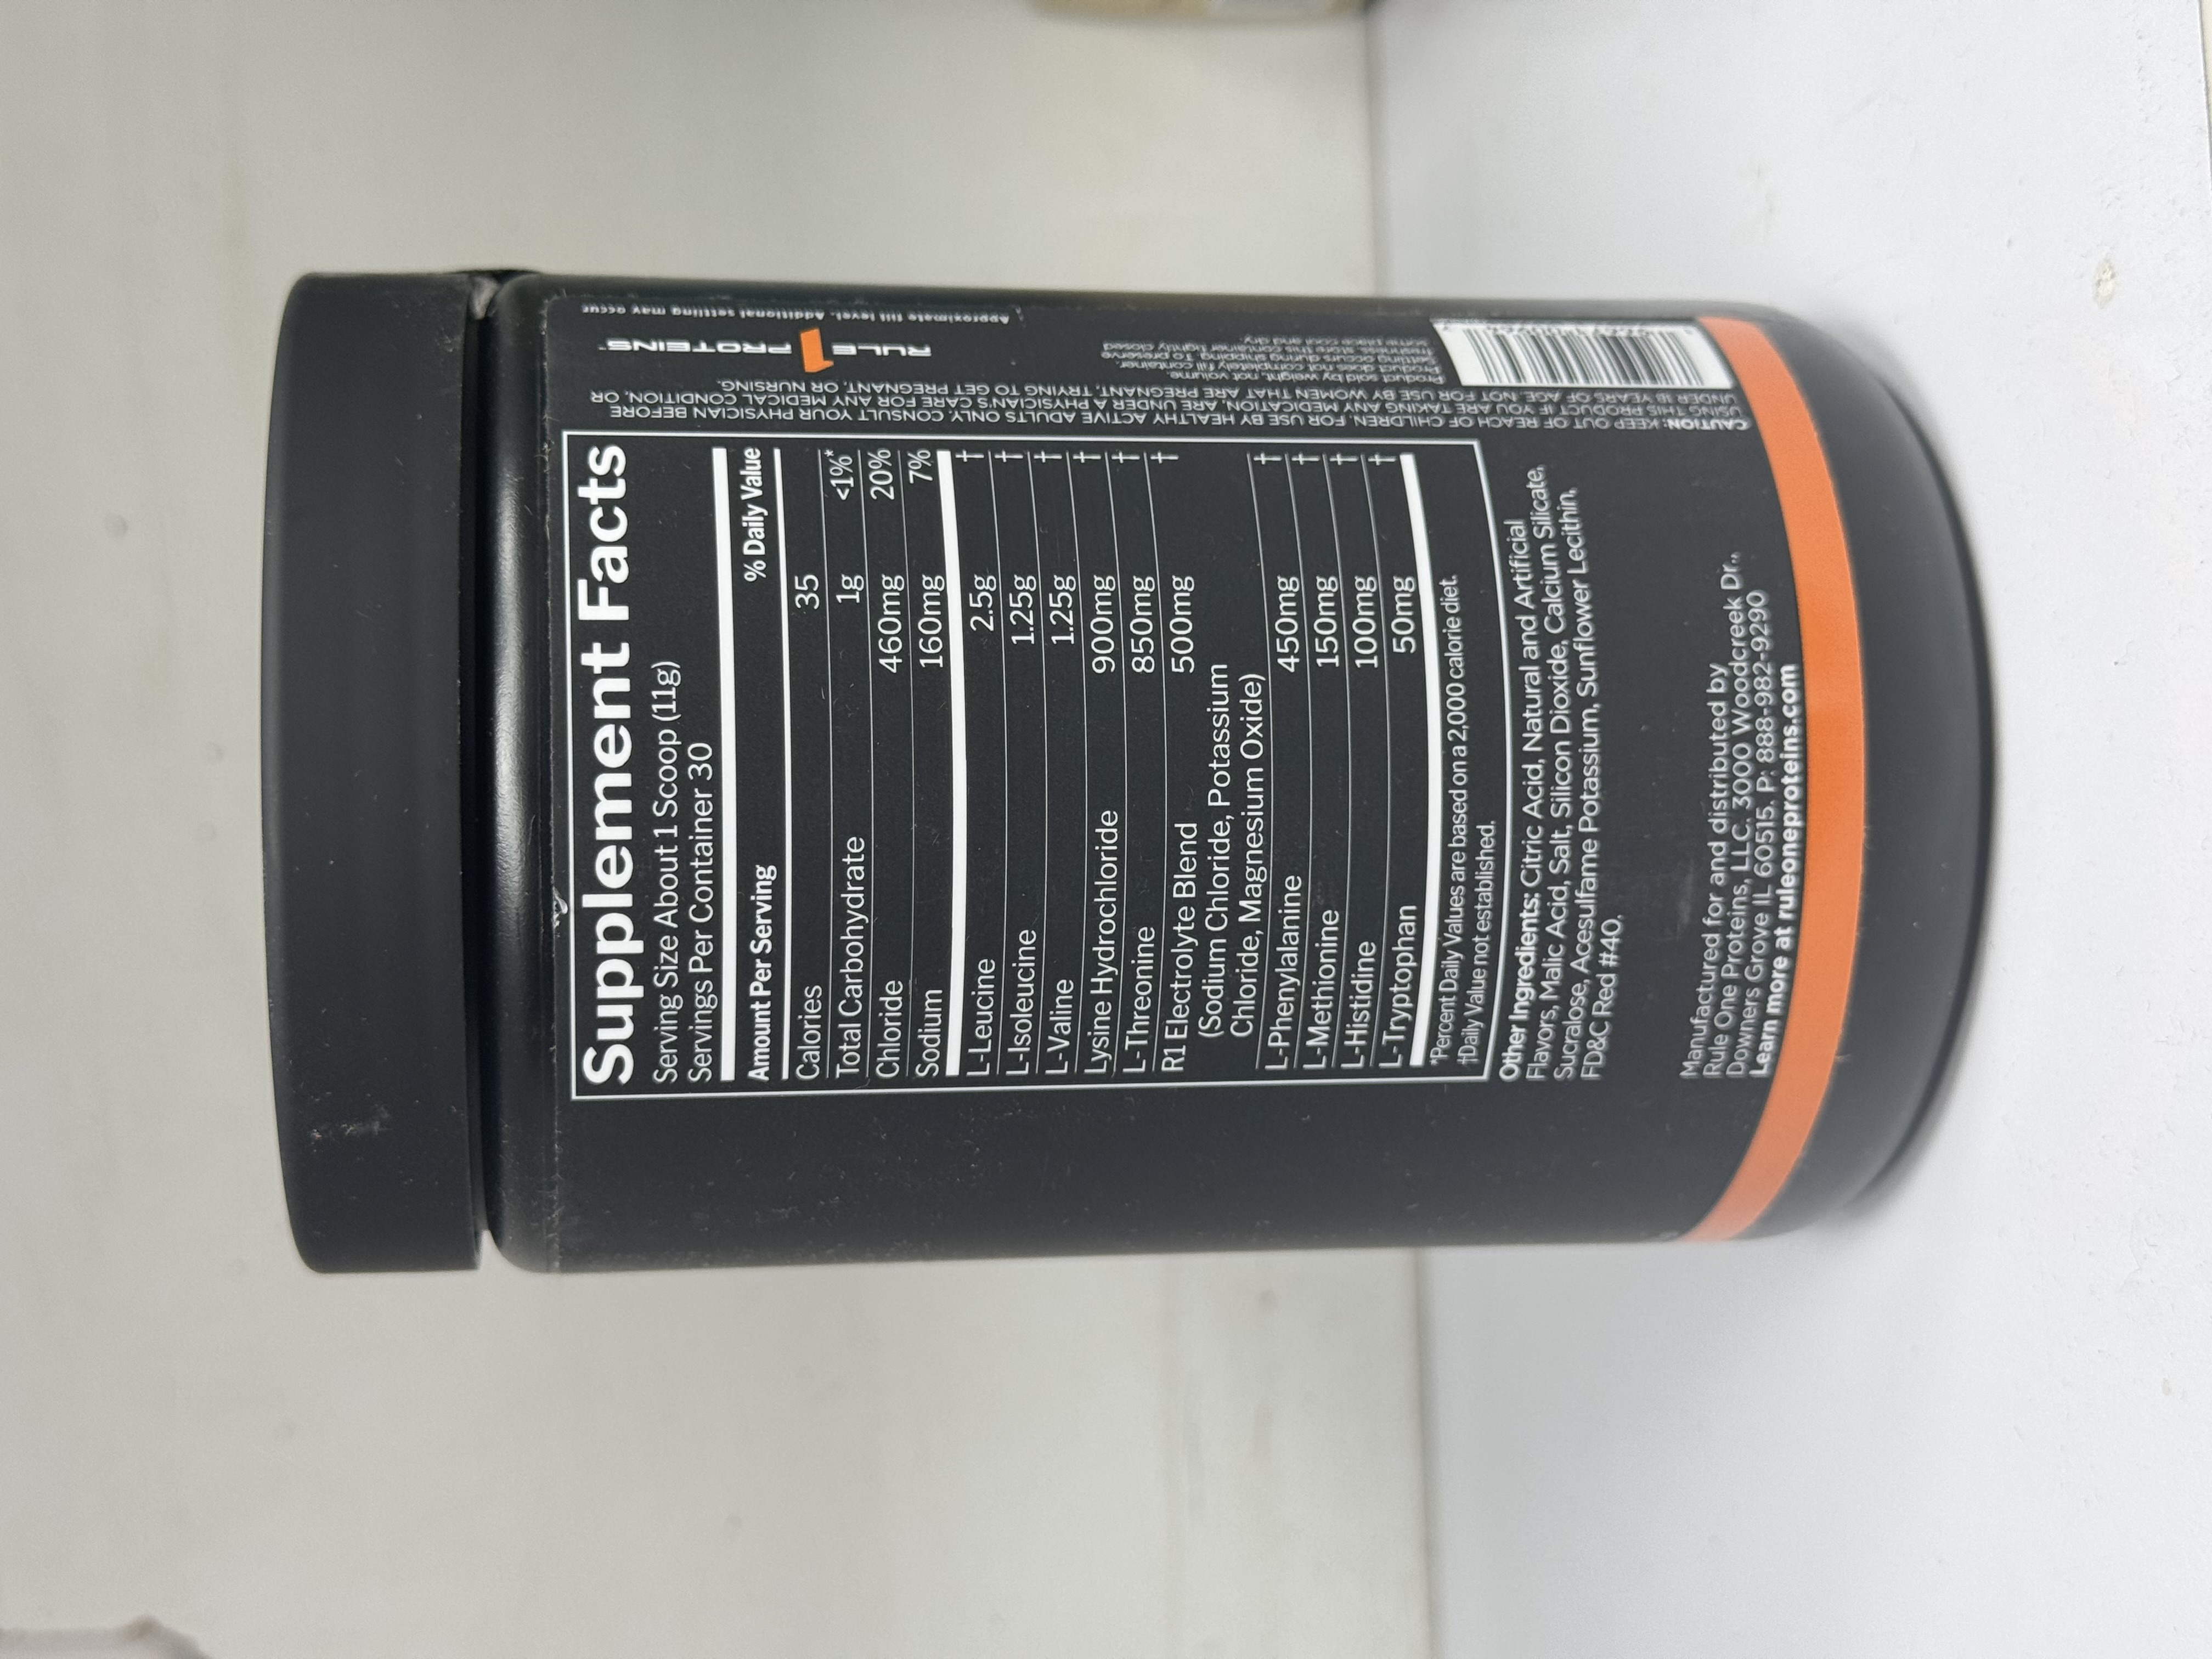 Supplement Facts
Serving Size About 1 Scoop (11g)
Servings Per Container 30
Amount Per Serving % Daily Value
Calories 35
Total Carbohydrate 1g <1%*
Chloride 460mg 20%
Sodium 160mg 7%
L-Leucine 2.5g †
L-Isoleucine 1.25g †
L-Valine 1.25g †
Lysine Hydrochloride 900mg †
L-Threonine 850mg †
R1 Electrolyte Blend 500mg †
(Sodium Chloride, Potassium
Chloride, Magnesium Oxide)
L-Phenylalanine 450mg †
L-Methionine 150mg †
L-Histidine 100mg †
L-Tryptophan 50mg †
*Percent Daily Values are based on a 2,000 calorie diet.
†Daily Value not established.
Other Ingredients: Citric Acid, Natural and Artificial
Flavors, Malic Acid, Salt, Silicon Dioxide, Calcium Silicate,
Sucralose, Acesulfame Potassium, Sunflower Lecithin,
FD&C Red #40.
Manufactured for and distributed by
Rule One Proteins, LLC. 3000 Woodcreek Dr.,
Downers Grove IL 60515. P: 888-982-9290
Learn more at ruleoneproteins.com
CAUTION: KEEP OUT OF REACH OF CHILDREN. FOR USE BY HEALTHY ACTIVE ADULTS ONLY. CONSULT YOUR PHYSICIAN BEFORE
USING THIS PRODUCT IF YOU ARE TAKING ANY MEDICATION, ARE UNDER A PHYSICIAN'S CARE FOR ANY MEDICAL CONDITION, OR
UNDER 18 YEARS OF AGE. NOT FOR USE BY WOMEN THAT ARE PREGNANT, TRYING TO GET PREGNANT, OR NURSING.
Product sold by weight, not volume.
Product does not completely fill container.
Settling occurs during shipping. To preserve
freshness, store this container tightly closed
some place cool and dry.
RULE 1 PROTEINS™
Approximate fill level. Additional settling may occur